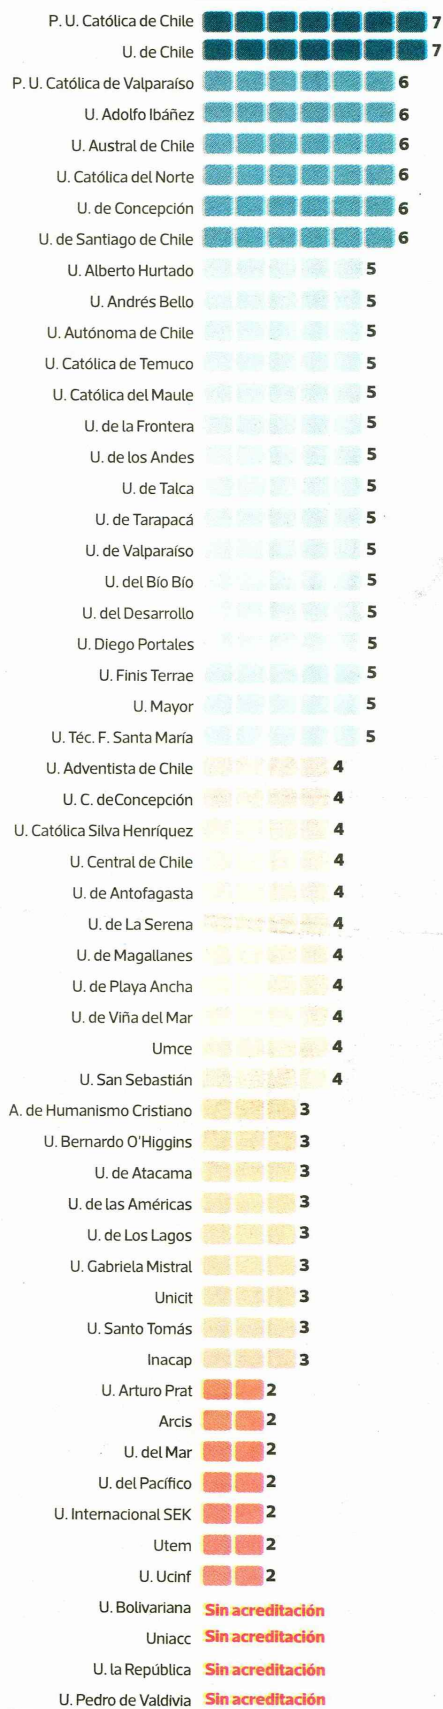 P. U. Católica de Chile 7
U. de Chile 7
P. U. Católica de Valparaíso 6
U. Adolfo Ibáñez 6
U. Austral de Chile 6
U. Católica del Norte 6
U. de Concepción 6
U. de Santiago de Chile 6
U. Alberto Hurtado 5
U. Andrés Bello 5
U. Autónoma de Chile 5
U. Católica de Temuco 5
U. Católica del Maule 5
U. de la Frontera 5
U. de los Andes 5
U. de Talca 5
U. de Tarapacá 5
U. de Valparaíso 5
U. del Bío Bío 5
U. del Desarrollo 5
U. Diego Portales 5
U. Finis Terrae 5
U. Mayor 5
U. Téc. F. Santa María 5
U. Adventista de Chile 4
U. C. deConcepción 4
U. Católica Silva Henríquez 4
U. Central de Chile 4
U. de Antofagasta 4
U. de La Serena 4
U. de Magallanes 4
U. de Playa Ancha 4
U. de Viña del Mar 4
Umce 4
U. San Sebastián 4
A. de Humanismo Cristiano 3
U. Bernardo O'Higgins 3
U. de Atacama 3
U. de las Américas 3
U. de Los Lagos 3
U. Gabriela Mistral 3
Unicit 3
U. Santo Tomás 3
Inacap 3
U. Arturo Prat 2
Arcis 2
U. del Mar 2
U. del Pacífico 2
U. Internacional SEK 2
Utem 2
U. Ucinf 2
U. Bolivariana Sin acreditación
Uniacc Sin acreditación
U. la República Sin acreditación
U. Pedro de Valdivia Sin acreditación